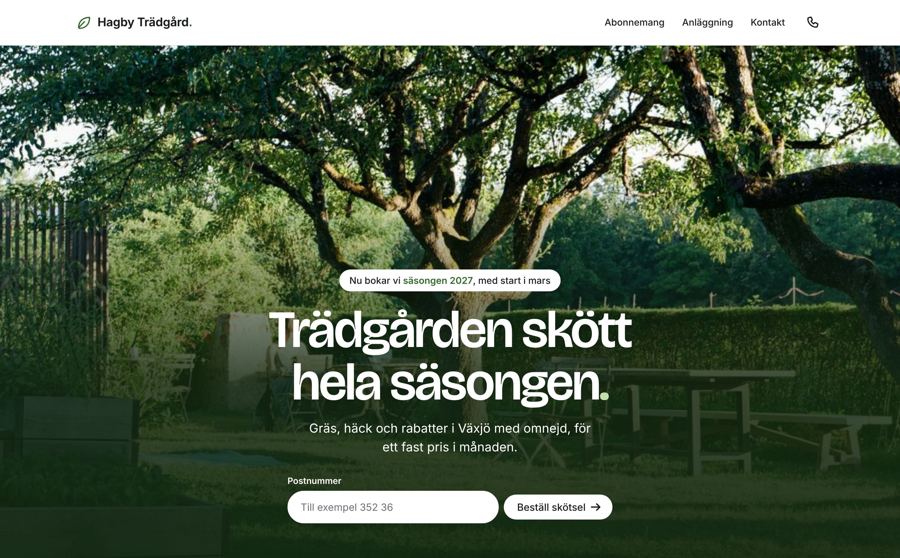 Hagby Trädgård.
Abonnemang
Anläggning
Kontakt
Nu bokar vi säsongen 2027, med start i mars
Trädgården skött
hela säsongen.
Gräs, häck och rabatter i Växjö med omnejd, för
ett fast pris i månaden.
Postnummer
Till exempel 352 36
Beställ skötsel